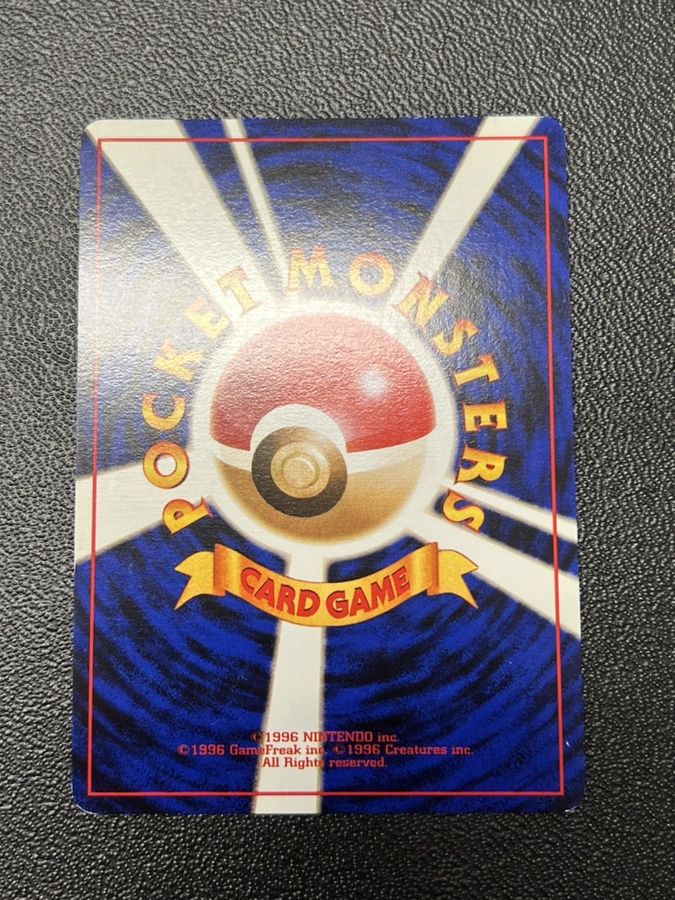 POCKET MONSTERS
CARD GAME
©1996 NINTENDO inc.
©1996 GameFreak inc. ©1996 Creatures inc.
All Rights reserved.